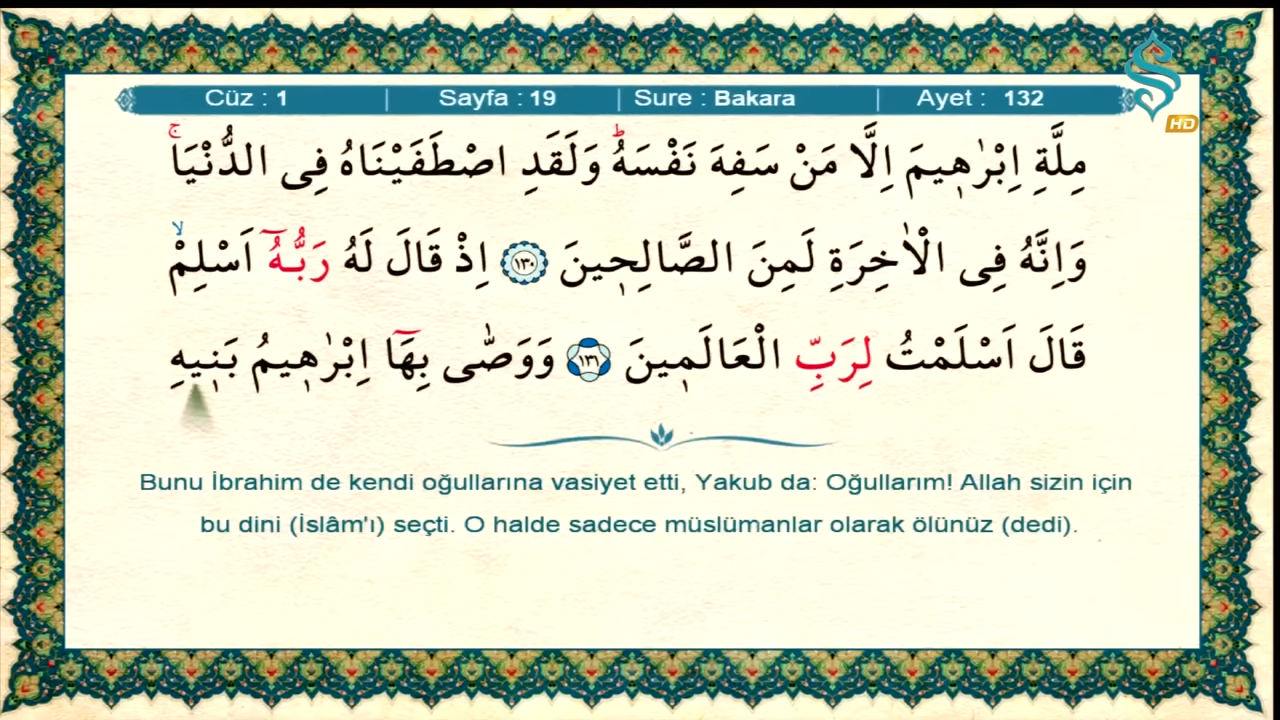 Cüz : 1 | Sayfa : 19 | Sure : Bakara | Ayet : 132
HD
مِلَّةِ اِبْرٰهٖيمَ اِلَّا مَنْ سَفِهَ نَفْسَهُۜ وَلَقَدِ اصْطَفَيْنَاهُ فِى الدُّنْيَاۚ
وَاِنَّهُ فِى الْاٰخِرَةِ لَمِنَ الصَّالِحٖينَ ﴿١٣٠﴾ اِذْ قَالَ لَهُ رَبُّهُٓ اَسْلِمْۙ
قَالَ اَسْلَمْتُ لِرَبِّ الْعَالَمٖينَ ﴿١٣١﴾ وَوَصّٰى بِهَٓا اِبْرٰهٖيمُ بَنٖيهِ
Bunu İbrahim de kendi oğullarına vasiyet etti, Yakub da: Oğullarım! Allah sizin için
bu dini (İslâm'ı) seçti. O halde sadece müslümanlar olarak ölünüz (dedi).